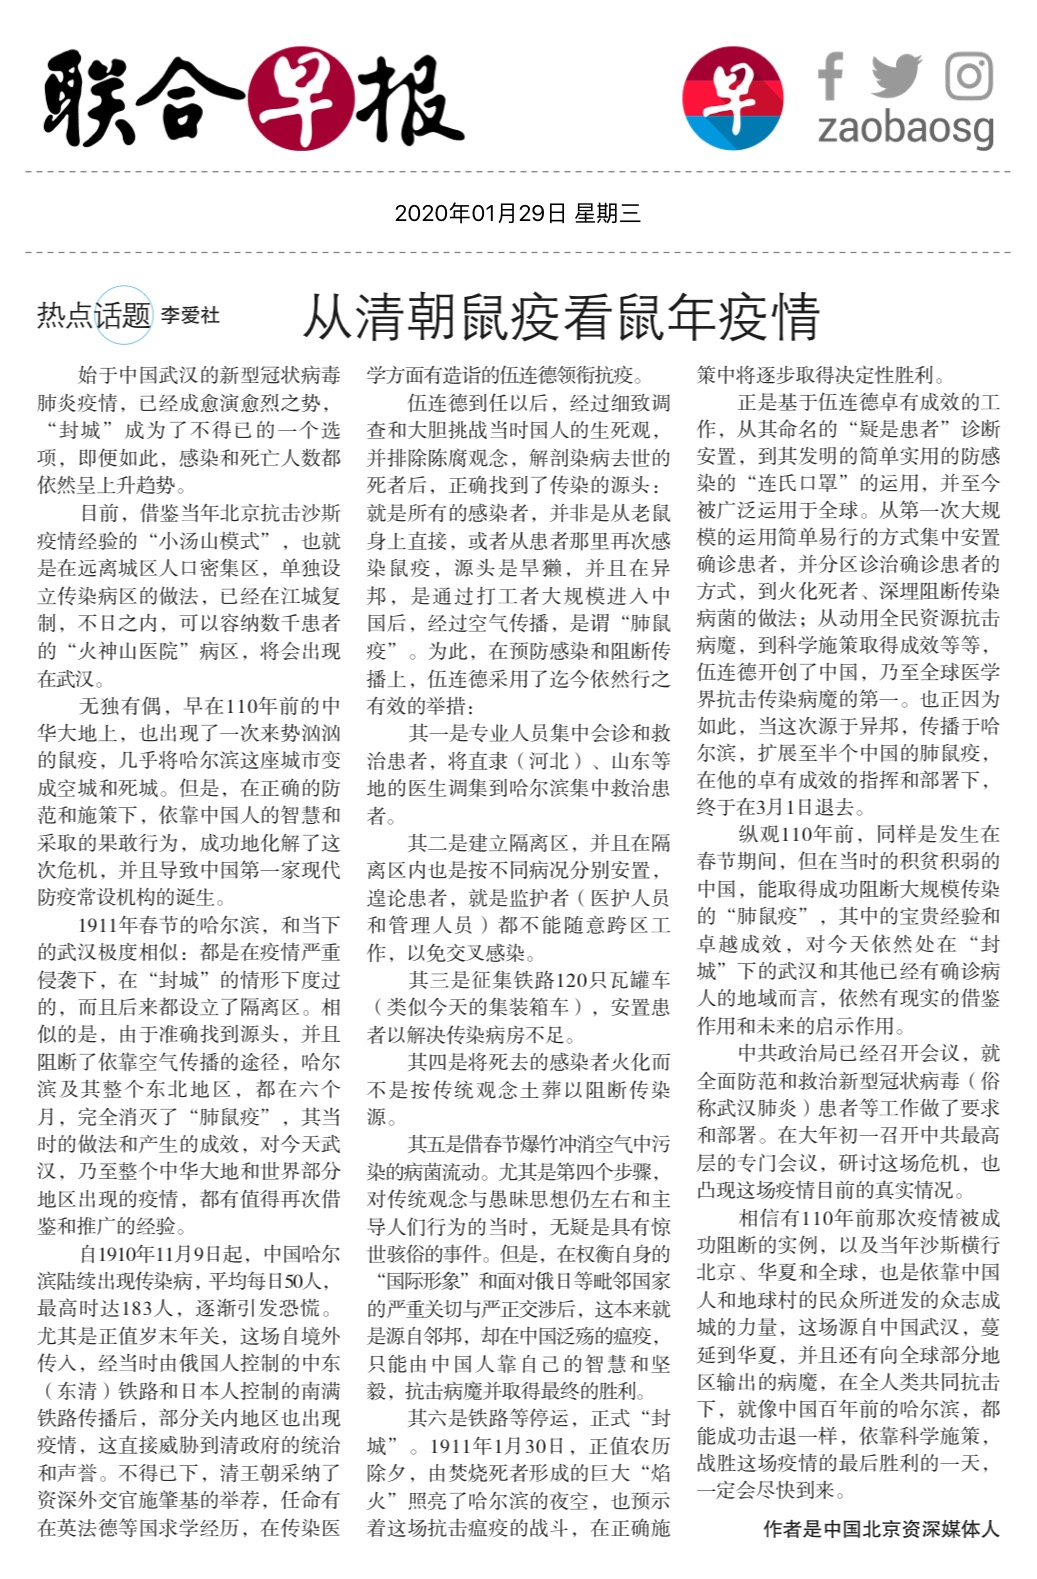 联合早报
早
zaobaosg
2020年01月29日 星期三
热点话题 李爱社
从清朝鼠疫看鼠年疫情
始于中国武汉的新型冠状病毒
肺炎疫情，已经成愈演愈烈之势，
“封城”成为了不得已的一个选
项，即便如此，感染和死亡人数都
依然呈上升趋势。
目前，借鉴当年北京抗击沙斯
疫情经验的“小汤山模式”，也就
是在远离城区人口密集区，单独设
立传染病区的做法，已经在江城复
制，不日之内，可以容纳数千患者
的“火神山医院”病区，将会出现
在武汉。
无独有偶，早在110年前的中
华大地上，也出现了一次来势汹汹
的鼠疫，几乎将哈尔滨这座城市变
成空城和死城。但是，在正确的防
范和施策下，依靠中国人的智慧和
采取的果敢行为，成功地化解了这
次危机，并且导致中国第一家现代
防疫常设机构的诞生。
1911年春节的哈尔滨，和当下
的武汉极度相似：都是在疫情严重
侵袭下，在“封城”的情形下度过
的，而且后来都设立了隔离区。相
似的是，由于准确找到源头，并且
阻断了依靠空气传播的途径，哈尔
滨及其整个东北地区，都在六个
月，完全消灭了“肺鼠疫”，其当
时的做法和产生的成效，对今天武
汉，乃至整个中华大地和世界部分
地区出现的疫情，都有值得再次借
鉴和推广的经验。
自1910年11月9日起，中国哈尔
滨陆续出现传染病，平均每日50人，
最高时达183人，逐渐引发恐慌。
尤其是正值岁末年关，这场自境外
传入，经当时由俄国人控制的中东
（东清）铁路和日本人控制的南满
铁路传播后，部分关内地区也出现
疫情，这直接威胁到清政府的统治
和声誉。不得已下，清王朝采纳了
资深外交官施肇基的举荐，任命有
在英法德等国求学经历，在传染医
学方面有造诣的伍连德领衔抗疫。
伍连德到任以后，经过细致调
查和大胆挑战当时国人的生死观，
并排除陈腐观念，解剖染病去世的
死者后，正确找到了传染的源头：
就是所有的感染者，并非是从老鼠
身上直接，或者从患者那里再次感
染鼠疫，源头是旱獭，并且在异
邦，是通过打工者大规模进入中
国后，经过空气传播，是谓“肺鼠
疫”。为此，在预防感染和阻断传
播上，伍连德采用了迄今依然行之
有效的举措：
其一是专业人员集中会诊和救
治患者，将直隶（河北）、山东等
地的医生调集到哈尔滨集中救治患
者。
其二是建立隔离区，并且在隔
离区内也是按不同病况分别安置，
遑论患者，就是监护者（医护人员
和管理人员）都不能随意跨区工
作，以免交叉感染。
其三是征集铁路120只瓦罐车
（类似今天的集装箱车），安置患
者以解决传染病房不足。
其四是将死去的感染者火化而
不是按传统观念土葬以阻断传染
源。
其五是借春节爆竹冲消空气中污
染的病菌流动。尤其是第四个步骤，
对传统观念与愚昧思想仍左右和主
导人们行为的当时，无疑是具有惊
世骇俗的事件。但是，在权衡自身的
“国际形象”和面对俄日等毗邻国家
的严重关切与严正交涉后，这本来就
是源自邻邦，却在中国泛殇的瘟疫，
只能由中国人靠自己的智慧和坚
毅，抗击病魔并取得最终的胜利。
其六是铁路等停运，正式“封
城”。1911年1月30日，正值农历
除夕，由焚烧死者形成的巨大“焰
火”照亮了哈尔滨的夜空，也预示
着这场抗击瘟疫的战斗，在正确施
策中将逐步取得决定性胜利。
正是基于伍连德卓有成效的工
作，从其命名的“疑是患者”诊断
安置，到其发明的简单实用的防感
染的“连氏口罩”的运用，并至今
被广泛运用于全球。从第一次大规
模的运用简单易行的方式集中安置
确诊患者，并分区诊治确诊患者的
方式，到火化死者、深埋阻断传染
病菌的做法；从动用全民资源抗击
病魔，到科学施策取得成效等等，
伍连德开创了中国，乃至全球医学
界抗击传染病魔的第一。也正因为
如此，当这次源于异邦，传播于哈
尔滨，扩展至半个中国的肺鼠疫，
在他的卓有成效的指挥和部署下，
终于在3月1日退去。
纵观110年前，同样是发生在
春节期间，但在当时的积贫积弱的
中国，能取得成功阻断大规模传染
的“肺鼠疫”，其中的宝贵经验和
卓越成效，对今天依然处在“封
城”下的武汉和其他已经有确诊病
人的地域而言，依然有现实的借鉴
作用和未来的启示作用。
中共政治局已经召开会议，就
全面防范和救治新型冠状病毒（俗
称武汉肺炎）患者等工作做了要求
和部署。在大年初一召开中共最高
层的专门会议，研讨这场危机，也
凸现这场疫情目前的真实情况。
相信有110年前那次疫情被成
功阻断的实例，以及当年沙斯横行
北京、华夏和全球，也是依靠中国
人和地球村的民众所迸发的众志成
城的力量，这场源自中国武汉，蔓
延到华夏，并且还有向全球部分地
区输出的病魔，在全人类共同抗击
下，就像中国百年前的哈尔滨，都
能成功击退一样，依靠科学施策，
战胜这场疫情的最后胜利的一天，
一定会尽快到来。
作者是中国北京资深媒体人